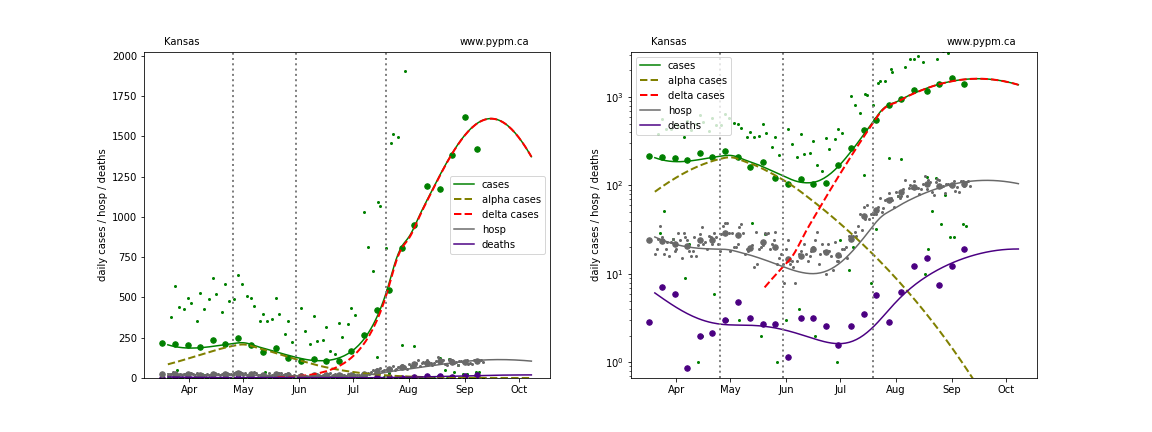 Kansas www.pypm.ca
2000
1750
1500
1250
1000
750
500
250
0
daily cases / hosp / deaths
cases
alpha cases
delta cases
hosp
deaths
Apr May Jun Jul Aug Sep Oct
Kansas www.pypm.ca
10³
10²
10¹
10⁰
daily cases / hosp / deaths
cases
alpha cases
delta cases
hosp
deaths
Apr May Jun Jul Aug Sep Oct